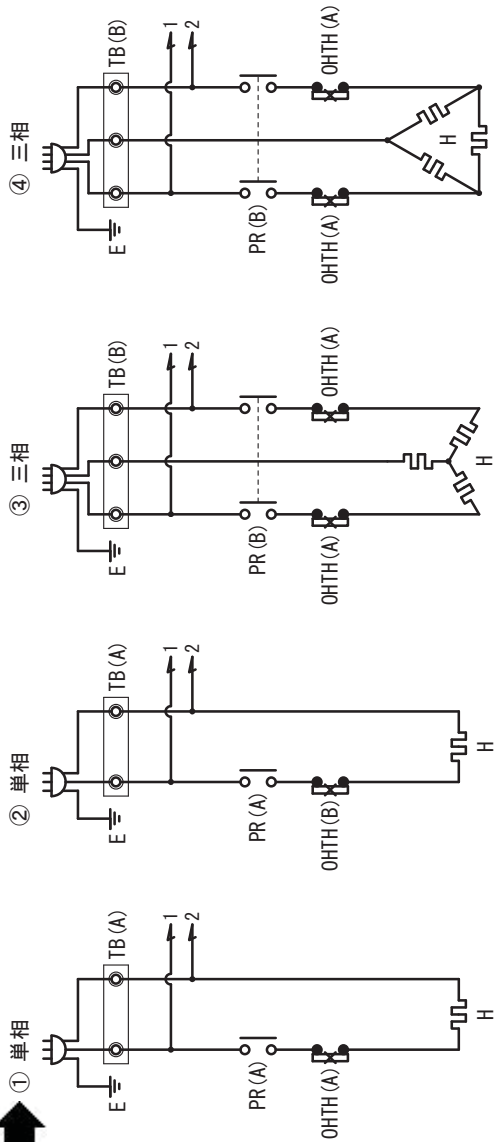 ① 単相
E
TB(A)
1
2
PR(A)
OHTH(A)
H
② 単相
E
TB(A)
1
2
PR(A)
OHTH(B)
H
③ 三相
E
TB(B)
1
2
PR(B)
OHTH(A)
OHTH(A)
H
④ 三相
E
TB(B)
1
2
PR(B)
OHTH(A)
OHTH(A)
H